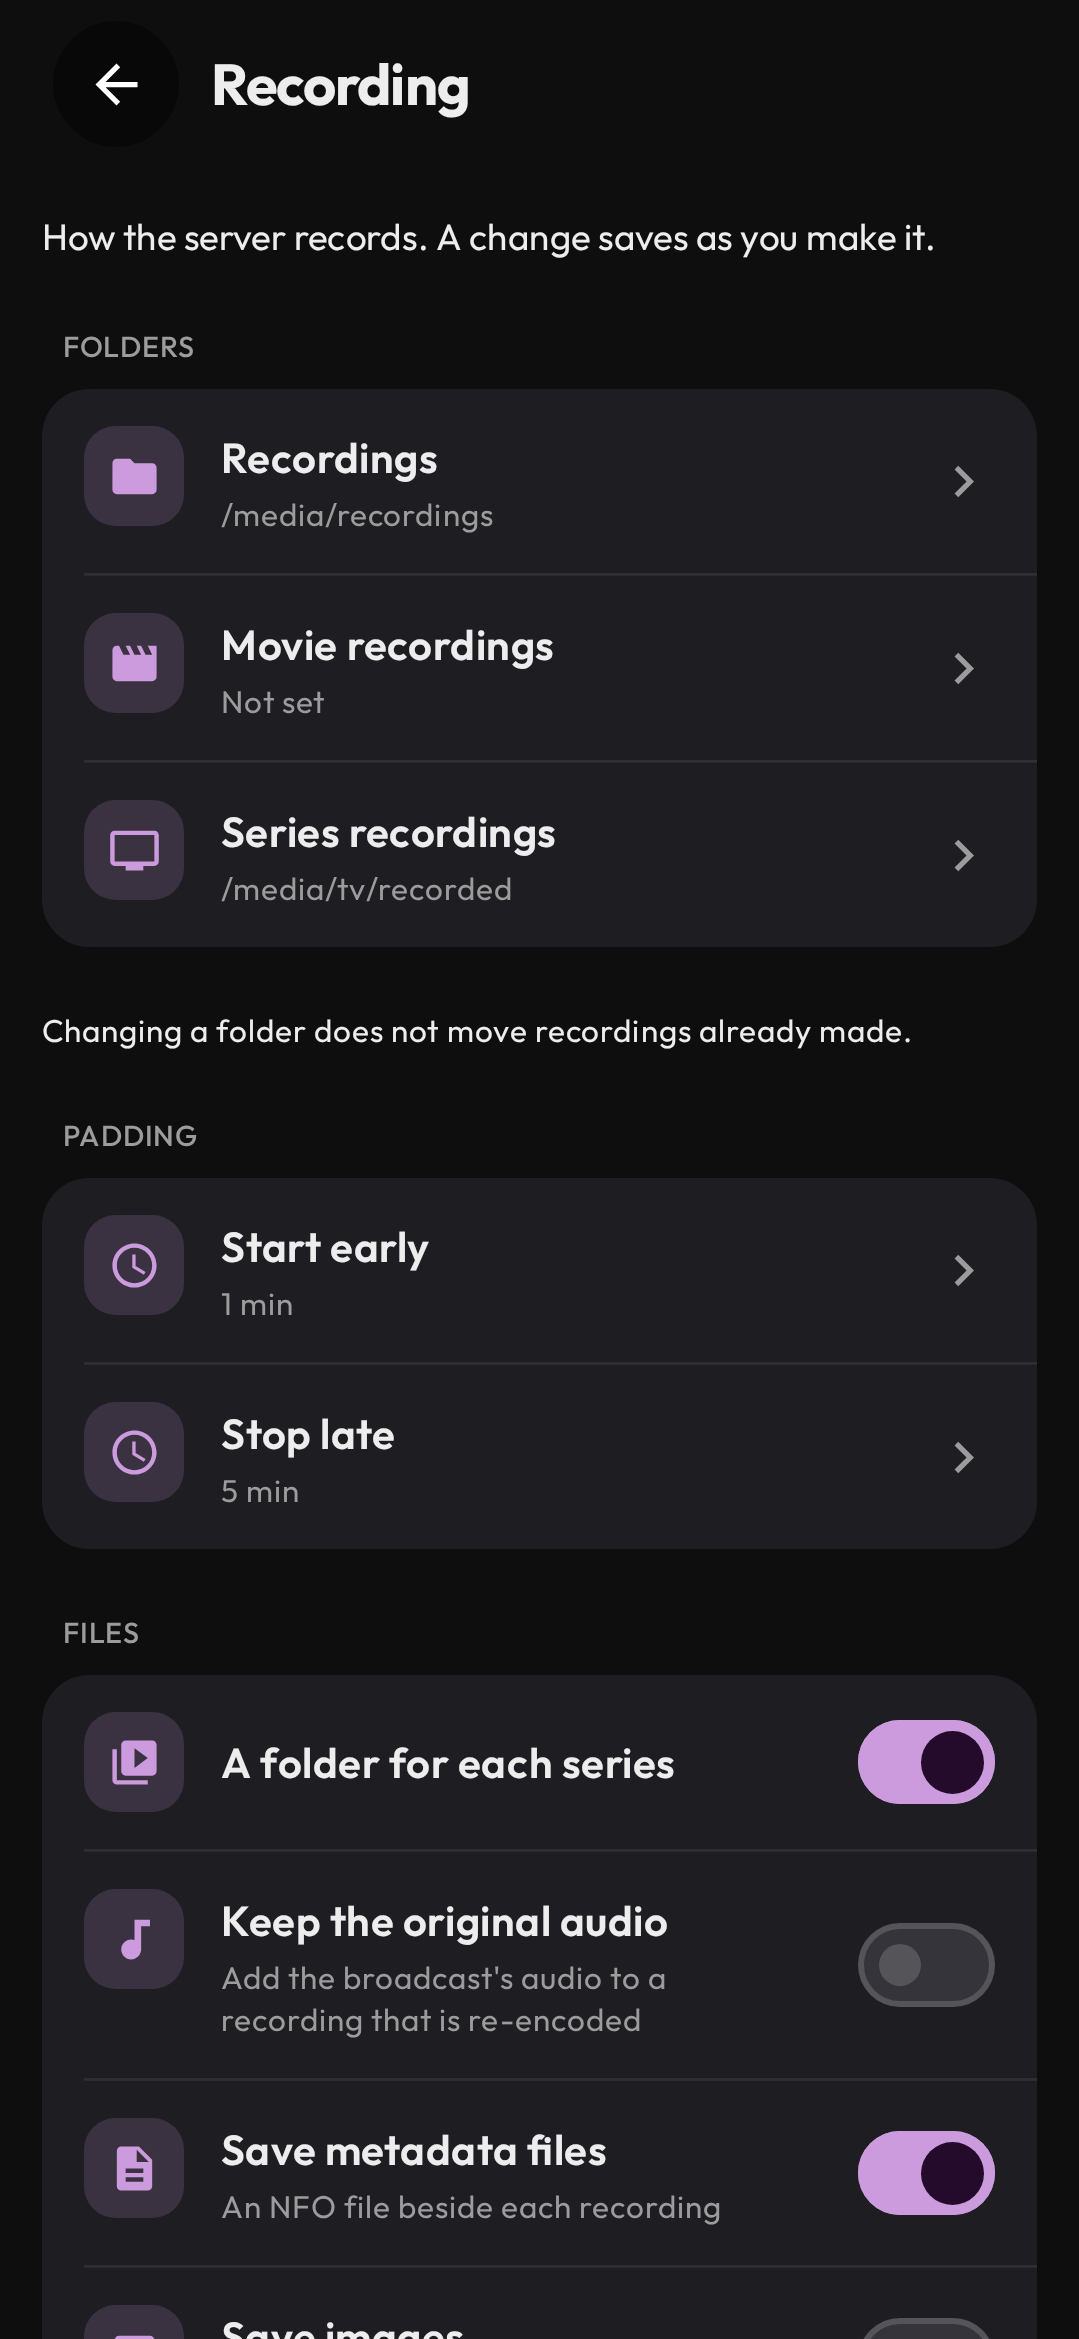 Recording
How the server records. A change saves as you make it.
FOLDERS
Recordings
/media/recordings
Movie recordings
Not set
Series recordings
/media/tv/recorded
Changing a folder does not move recordings already made.
PADDING
Start early
1 min
Stop late
5 min
FILES
A folder for each series
Keep the original audio
Add the broadcast's audio to a
recording that is re-encoded
Save metadata files
An NFO file beside each recording
Save images